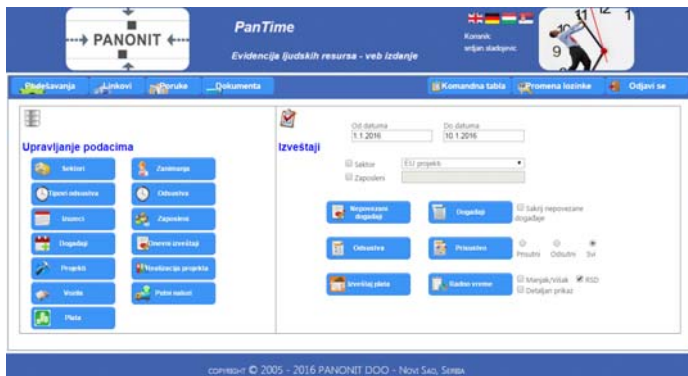 PANONIT
PanTime
Evidencija ljudskih resursa - veb izdanje
Korisnik:
srdjan sladojevic
Podešavanja
Linkovi
Poruke
Dokumenta
Komandna tabla
Promena lozinke
Odjavi se
Upravljanje podacima
Sektori
Zanimanja
Tipovi odsustva
Odsustva
Izuzeci
Zaposleni
Događaji
Dnevni izveštaji
Projekti
Realizacija projekta
Vozila
Putni nalozi
Plata
Izveštaji
Od datuma
Do datuma
1.1.2016
10.1.2016
Sektor
EU projekti
Zaposleni
Nepovezani
događaji
Događaji
Sakrij nepovezane
događaje
Odsustva
Prisustvo
Prisutni
Odsutni
Svi
Izveštaj plata
Radno vreme
Manjak/Višak
RSD
Detaljan prikaz
COPYRIGHT © 2005 - 2016 PANONIT DOO - NOVI SAD, SERBIA